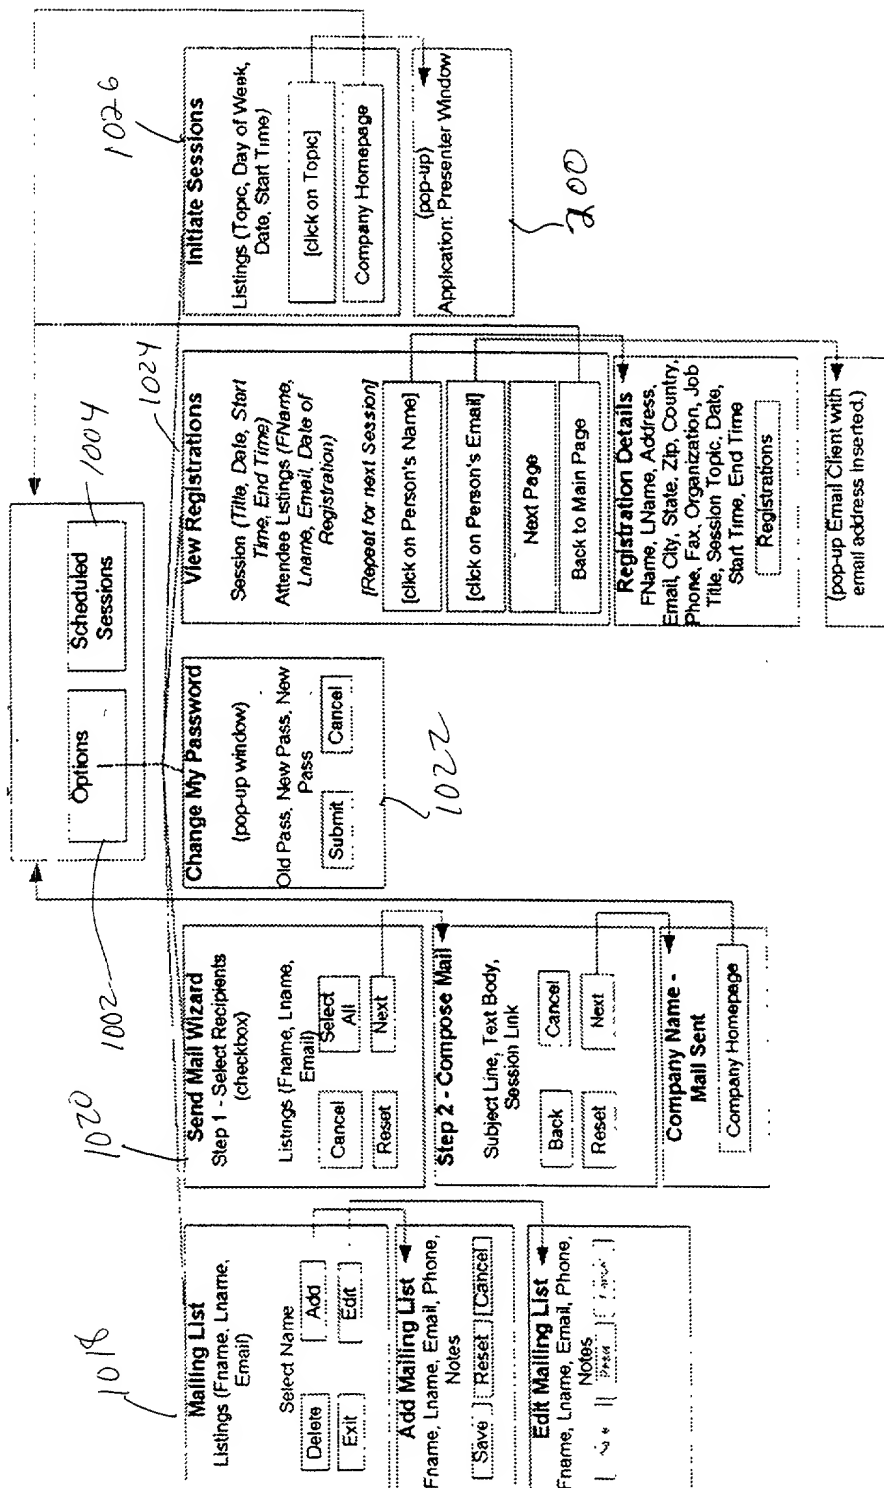 Options
Scheduled
Sessions
1002
1004
1018
Mailing List
Listings (Fname, Lname,
Email)
Select Name
Delete
Add
Exit
Edit
Add Mailing List
Fname, Lname, Email, Phone,
Notes
Save
Reset
Cancel
Edit Mailing List
Fname, Lname, Email, Phone,
Notes
1020
Send Mail Wizard
Step 1 - Select Recipients
(checkbox)
Listings (Fname, Lname,
Email)
Cancel
Select
All
Reset
Next
Step 2 - Compose Mail
Subject Line, Text Body,
Session Link
Back
Cancel
Reset
Next
Company Name -
Mail Sent
Company Homepage
Change My Password
(pop-up window)
Old Pass, New Pass, New
Pass
Submit
Cancel
1022
1024
View Registrations
Session (Title, Date, Start
Time, End Time)
Attendee Listings (FName,
Lname, Email, Date of
Registration)
[Repeat for next Session]
[click on Person's Name]
[click on Person's Email]
Next Page
Back to Main Page
Registration Details
FName, LName, Address,
Email, City, State, Zip, Country,
Phone, Fax, Organization, Job
Title, Session Topic, Date,
Start Time, End Time
Registrations
(pop-up Email Client with
email address inserted.)
1026
Initiate Sessions
Listings (Topic, Day of Week,
Date, Start Time)
[click on Topic]
Company Homepage
(pop-up)
Application: Presenter Window
200